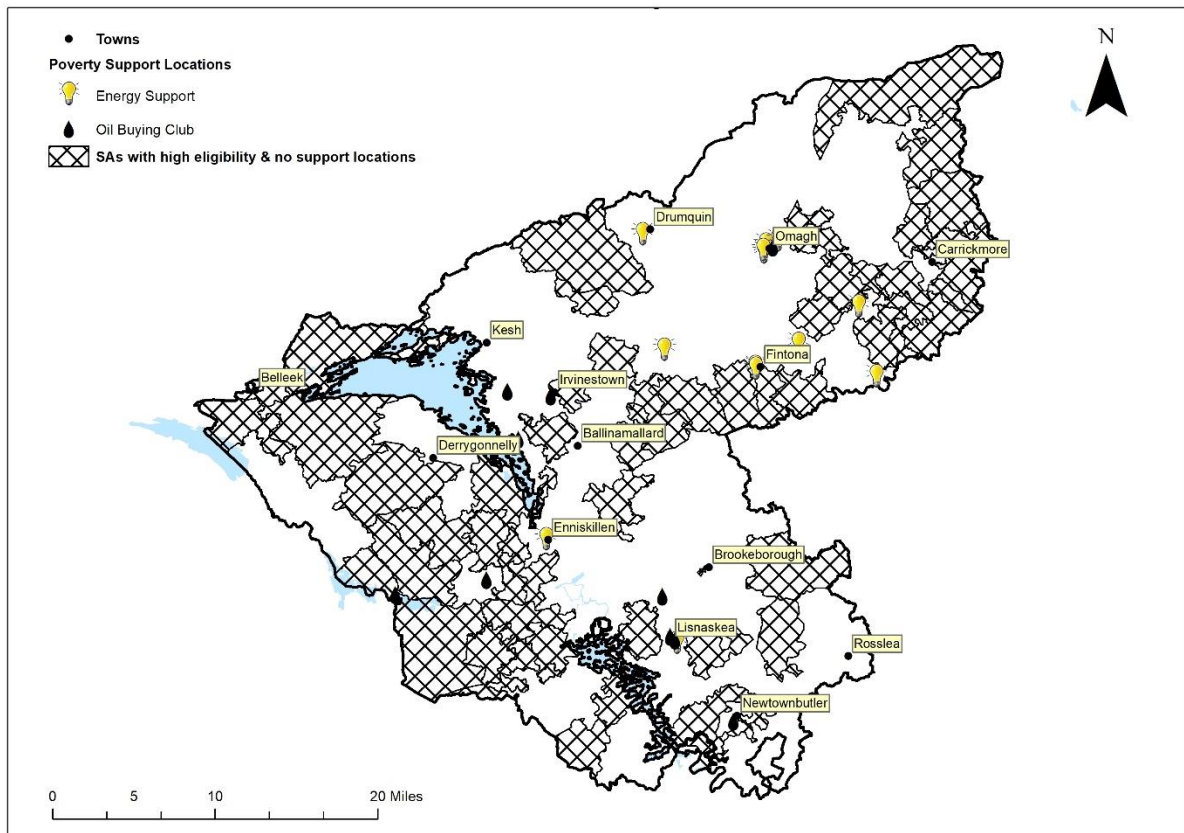 Towns
Poverty Support Locations
Energy Support
Oil Buying Club
SAs with high eligibility & no support locations
N
Drumquin
Omagh
Carrickmore
Kesh
Fintona
Belleek
Irvinestown
Ballinamallard
Derrygonnelly
Enniskillen
Brookeborough
Lisnaskea
Rosslea
Newtownbutler
0 5 10 20 Miles